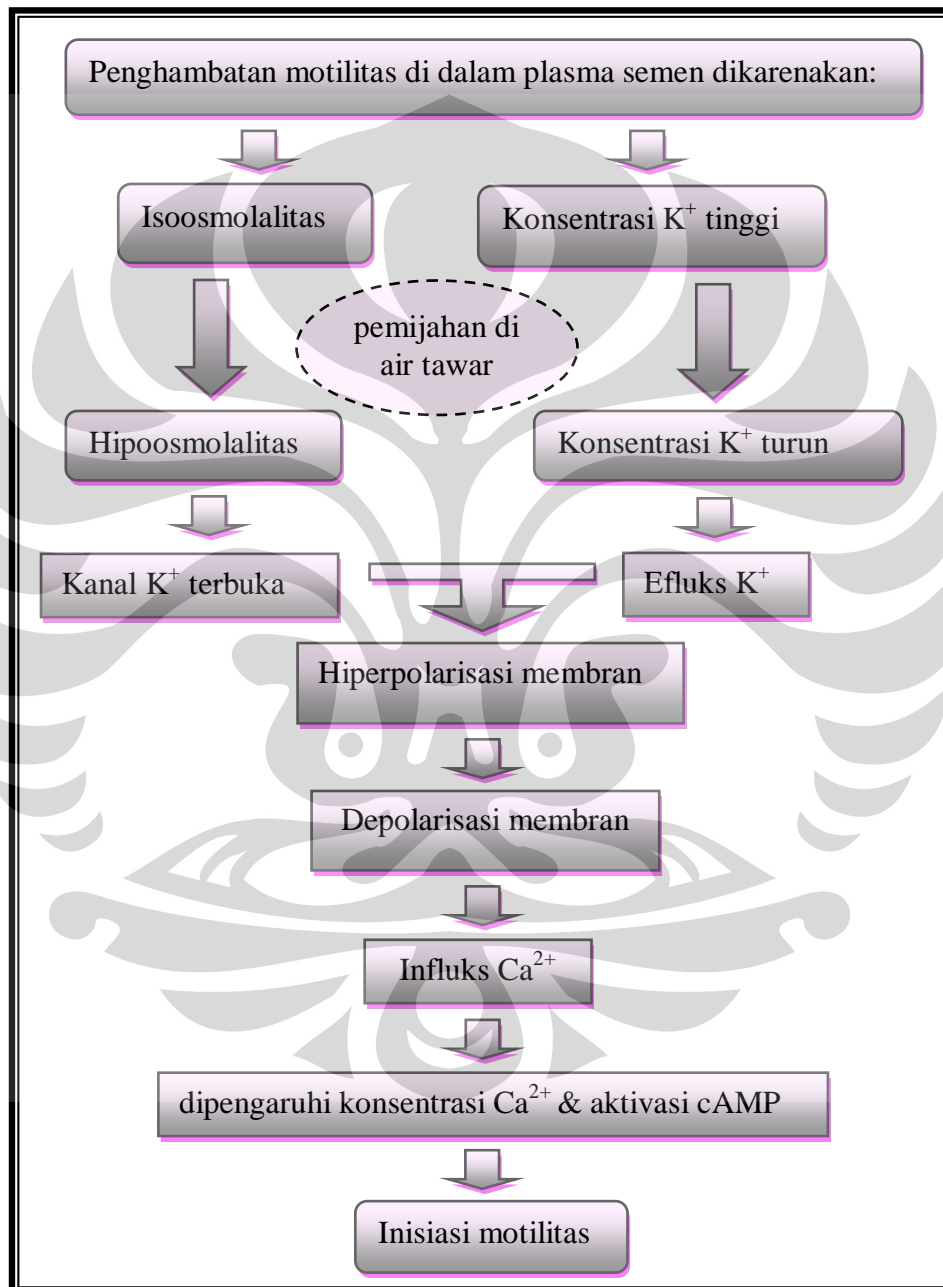 Penghambatan motilitas di dalam plasma semen dikarenakan:
Isoosmolalitas
Konsentrasi K⁺ tinggi
pemijahan di
air tawar
Hipoosmolalitas
Konsentrasi K⁺ turun
Kanal K⁺ terbuka
Efluks K⁺
Hiperpolarisasi membran
Depolarisasi membran
Influks Ca²⁺
dipengaruhi konsentrasi Ca²⁺ & aktivasi cAMP
Inisiasi motilitas